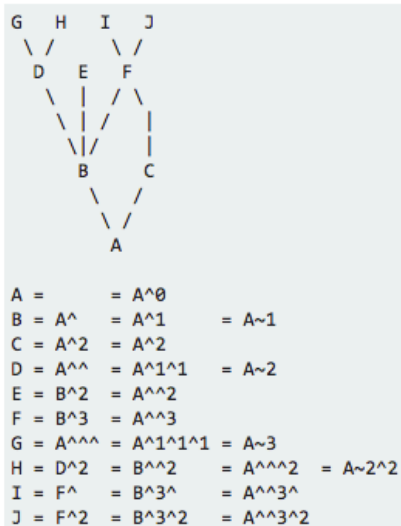 G   H   I   J
 \ /     \ /
  D   E   F
   \  |  / \
    \ | /   |
     \|/    |
      B     C
       \   /
        \ /
         A
A =      = A^0
B = A^   = A^1     = A~1
C = A^2  = A^2
D = A^^  = A^1^1   = A~2
E = B^2  = A^^2
F = B^3  = A^^3
G = A^^^ = A^1^1^1 = A~3
H = D^2  = B^^2    = A^^^2  = A~2^2
I = F^   = B^3^    = A^^3^
J = F^2  = B^3^2   = A^^3^2